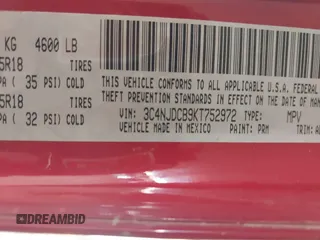 KG 4600 LB
5R18 TIRES
PA ( 35 PSI) COLD
5R18 TIRES
PA ( 32 PSI) COLD
THIS VEHICLE CONFORMS TO ALL APPLICABLE U.S.A. FEDERAL
THEFT PREVENTION STANDARDS IN EFFECT ON THE DATE OF MAN
VIN: 3C4NJDCB9KT752972 TYPE: MPV
VEHICLE MADE IN MEXICO PAINT: PRM TRIM: A
DREAMBID